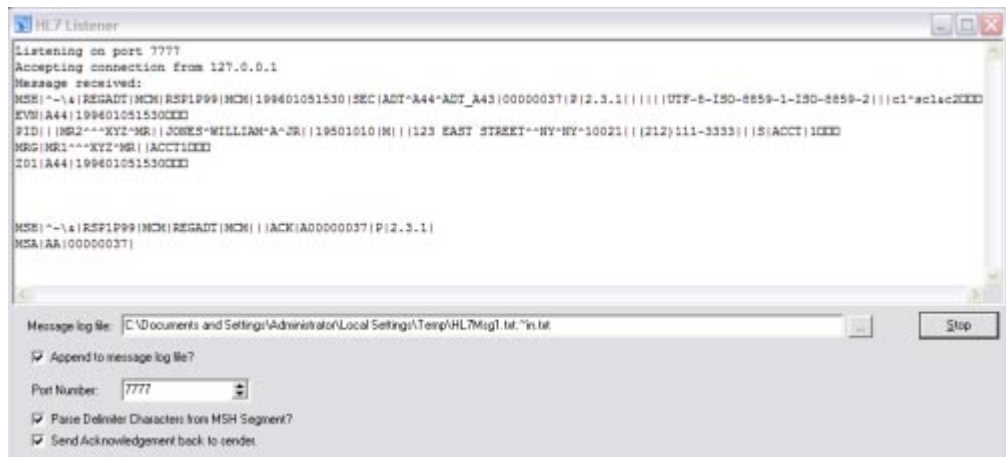 HL7 Listener
Listening on port 7777
Accepting connection from 127.0.0.1
Message received:
MSH|^~\&|REGADT|MCM|RSP1P99|MCM|199601051530|SEC|ADT^A44^ADT_A43|00000037|P|2.3.1||||||UTF-8~ISO-8859-1~ISO-8859-2|||c1^sc1&c2□□□
EVN|A44|199601051530□□□
PID|||MR2^^^XYZ^MR||JONES^WILLIAM^A^JR||19501010|M|||123 EAST STREET^^NY^NY^10021||(212)111-3333|||S|ACCT|1□□□
MRG|MR1^^^XYZ^MR||ACCT1□□□
Z01|A44|199601051530□□□
MSH|^~\&|RSP1P99|MCM|REGADT|MCM|||ACK|A00000037|P|2.3.1|
MSA|AA|00000037|
Message log file: C:\Documents and Settings\Administrator\Local Settings\Temp\HL7Msg1.txt.~in.txt ... Stop
Append to message log file?
Port Number: 7777
Parse Delimiter Characters from MSH Segment?
Send Acknowledgement back to sender.